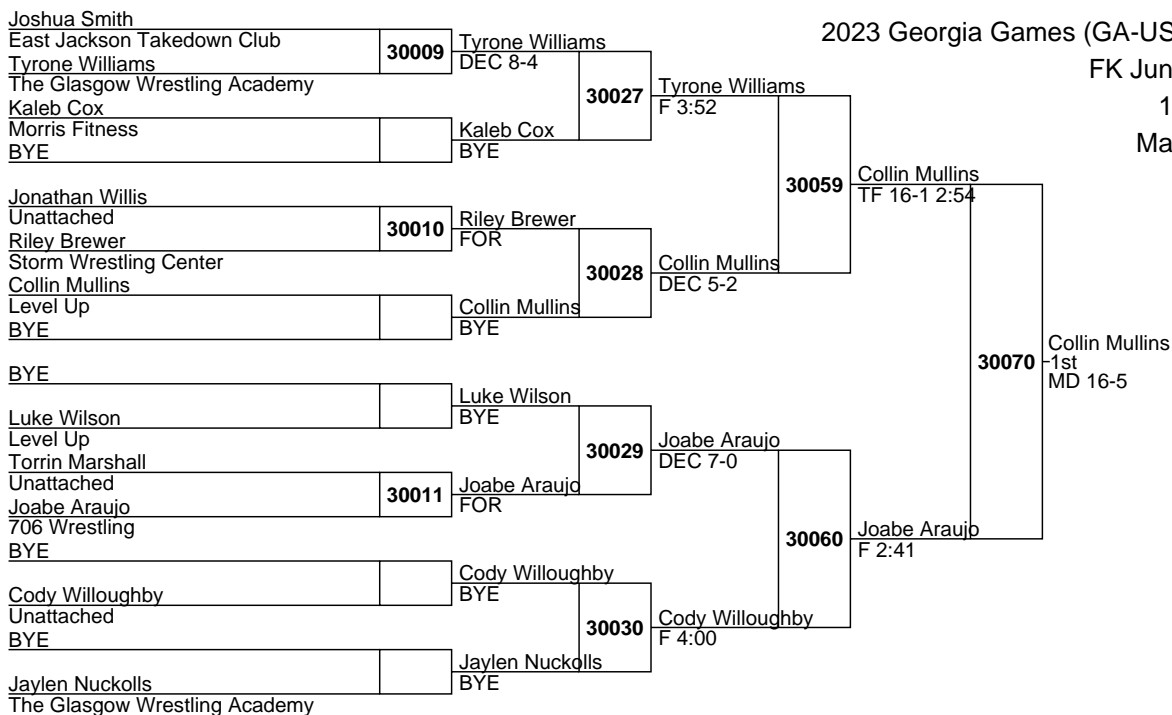 2023 Georgia Games (GA-US
FK Jun
1
Ma
Joshua Smith
East Jackson Takedown Club
Tyrone Williams
The Glasgow Wrestling Academy
Kaleb Cox
Morris Fitness
BYE
Jonathan Willis
Unattached
Riley Brewer
Storm Wrestling Center
Collin Mullins
Level Up
BYE
BYE
Luke Wilson
Level Up
Torrin Marshall
Unattached
Joabe Araujo
706 Wrestling
BYE
Cody Willoughby
Unattached
BYE
Jaylen Nuckolls
The Glasgow Wrestling Academy
30009
30010
30011
Tyrone Williams
DEC 8-4
Kaleb Cox
BYE
Riley Brewer
FOR
Collin Mullins
BYE
Luke Wilson
BYE
Joabe Araujo
FOR
Cody Willoughby
BYE
Jaylen Nuckolls
BYE
30027
30028
30029
30030
Tyrone Williams
F 3:52
Collin Mullins
DEC 5-2
Joabe Araujo
DEC 7-0
Cody Willoughby
F 4:00
30059
30060
Collin Mullins
TF 16-1 2:54
Joabe Araujo
F 2:41
30070
Collin Mullins
1st
MD 16-5